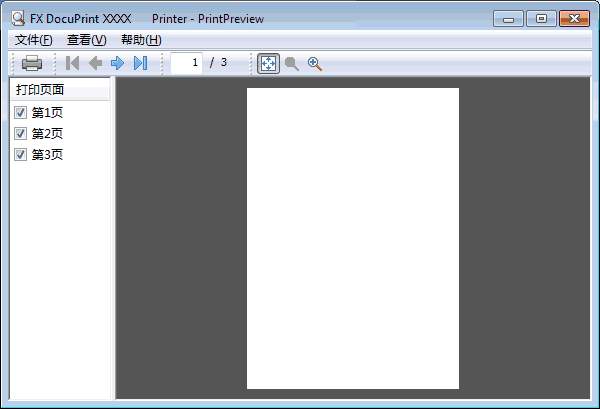 FX DocuPrint XXXX Printer - PrintPreview
文件(F) 查看(V) 帮助(H)
1 / 3
打印页面
第1页
第2页
第3页